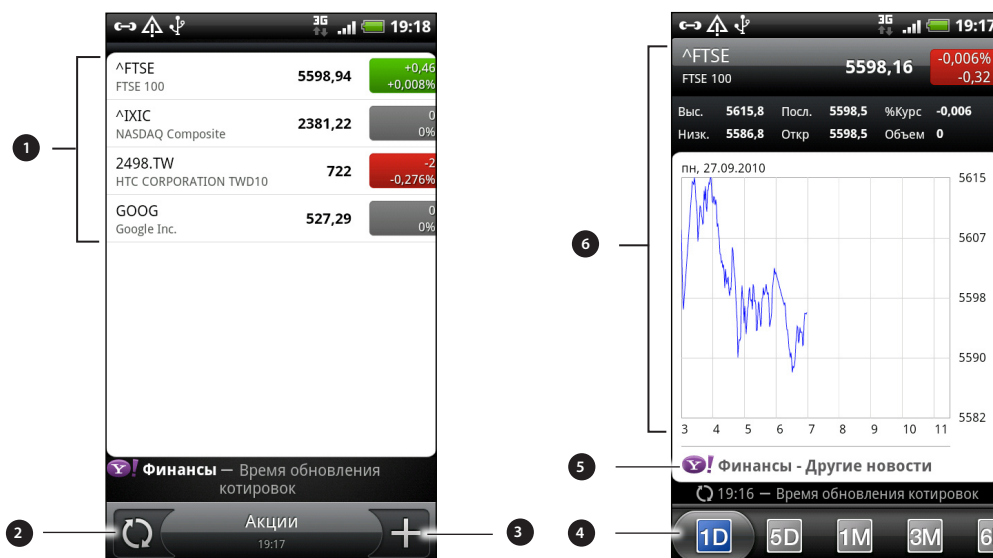 3G 19:18
^FTSE
FTSE 100
5598,94
+0,46
+0,008%
^IXIC
NASDAQ Composite
2381,22
0
0%
2498.TW
HTC CORPORATION TWD10
722
-2
-0,276%
GOOG
Google Inc.
527,29
0
0%
Y! Финансы — Время обновления
котировок
Акции
19:17
1
2
3
3G 19:17
^FTSE
FTSE 100
5598,16
-0,006%
-0,32
Выс. 5615,8 Посл. 5598,5 %Курс -0,006
Низк. 5586,8 Откр 5598,5 Объем 0
пн, 27.09.2010
5615
5607
5598
5590
5582
3 4 5 6 7 8 9 10 11
Y! Финансы - Другие новости
19:16 — Время обновления котировок
1D 5D 1M 3M 6
6
5
4